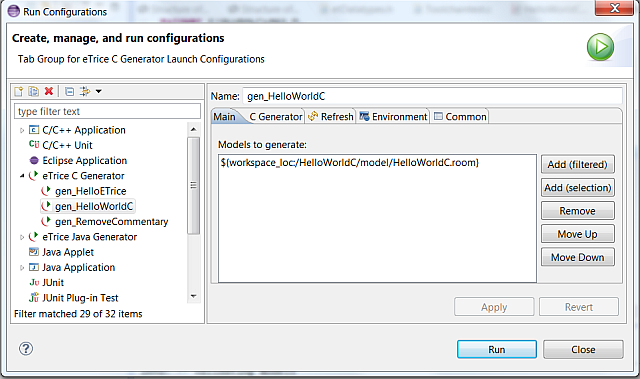 Run Configurations
Create, manage, and run configurations
Tab Group for eTrice C Generator Launch Configurations
type filter text
C/C++ Application
C/C++ Unit
Eclipse Application
eTrice C Generator
gen_HelloETrice
gen_HelloWorldC
gen_RemoveCommentary
eTrice Java Generator
Java Applet
Java Application
JUnit
JUnit Plug-in Test
Filter matched 29 of 32 items
Name: gen_HelloWorldC
Main C Generator Refresh Environment Common
Models to generate:
${workspace_loc:/HelloWorldC/model/HelloWorldC.room}
Add (filtered)
Add (selection)
Remove
Move Up
Move Down
Apply Revert
Run Close